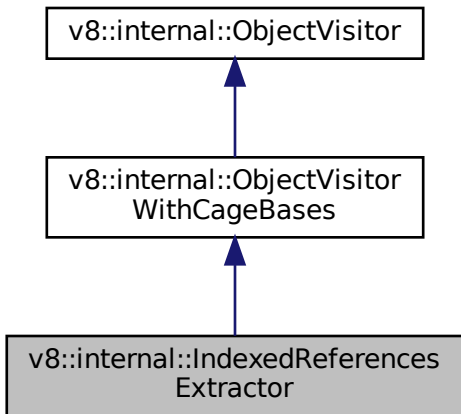 v8::internal::ObjectVisitor
v8::internal::ObjectVisitor
WithCageBases
v8::internal::IndexedReferences
Extractor